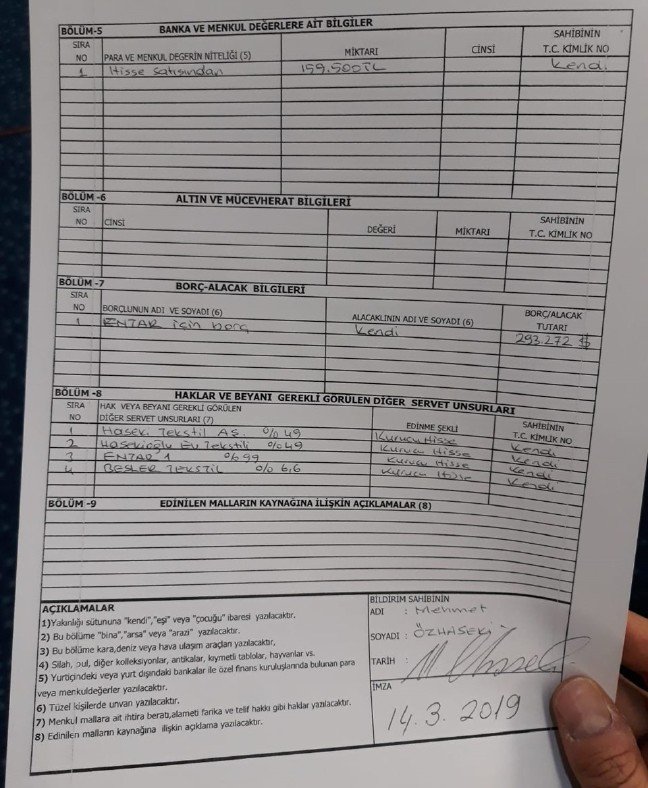 BÖLÜM-5 BANKA VE MENKUL DEĞERLERE AİT BİLGİLER
SIRA NO PARA VE MENKUL DEĞERİN NİTELİĞİ (5) MİKTARI CİNSİ SAHİBİNİN T.C. KİMLİK NO
1 Hisse satışından 159.500TL Kendi
BÖLÜM -6 ALTIN VE MÜCEVHERAT BİLGİLERİ
SIRA NO CİNSİ DEĞERİ MİKTARI SAHİBİNİN T.C. KİMLİK NO
BÖLÜM -7 BORÇ-ALACAK BİLGİLERİ
SIRA NO BORÇLUNUN ADI VE SOYADI (6) ALACAKLININ ADI VE SOYADI (6) BORÇ/ALACAK TUTARI
1 ENTAR için borç Kendi 293.272 $
BÖLÜM -8 HAKLAR VE BEYANI GEREKLİ GÖRÜLEN DİĞER SERVET UNSURLARI
SIRA NO HAK VEYA BEYANI GEREKLİ GÖRÜLEN DİĞER SERVET UNSURLARI (7) EDİNME ŞEKLİ SAHİBİNİN T.C. KİMLİK NO
1 Haseki Tekstil AŞ. %49 Kurucu Hisse Kendi
2 Hasekioğlu Ev Tekstili %49 Kurucu Hisse Kendi
3 ENTAR 1 %99 Kurucu Hisse Kendi
4 BESLER TEKSTİL %6,6 Kurucu Hisse Kendi
BÖLÜM -9 EDİNİLEN MALLARIN KAYNAĞINA İLİŞKİN AÇIKLAMALAR (8)
AÇIKLAMALAR
1)Yakınlığı sütununa "kendi","eşi" veya "çocuğu" ibaresi yazılacaktır.
2) Bu bölüme "bina","arsa" veya "arazi" yazılacaktır.
3) Bu bölüme kara,deniz veya hava ulaşım araçları yazılacaktır,
4) Silah, pul, diğer kolleksiyonlar, antikalar, kıymetli tablolar, hayvanlar vs.
5) Yurtiçindeki veya yurt dışındaki bankalar ile özel finans kuruluşlarında bulunan para
veya menkuldeğerler yazılacaktır.
6) Tüzel kişilerde unvan yazılacaktır.
7) Menkul mallara ait ihtira beratı,alameti farika ve telif hakkı gibi haklar yazılacaktır.
8) Edinilen malların kaynağına ilişkin açıklama yazılacaktır.
BİLDİRİM SAHİBİNİN
ADI : Mehmet
SOYADI : ÖZHASEKİ
TARİH :
İMZA
14.3.2019